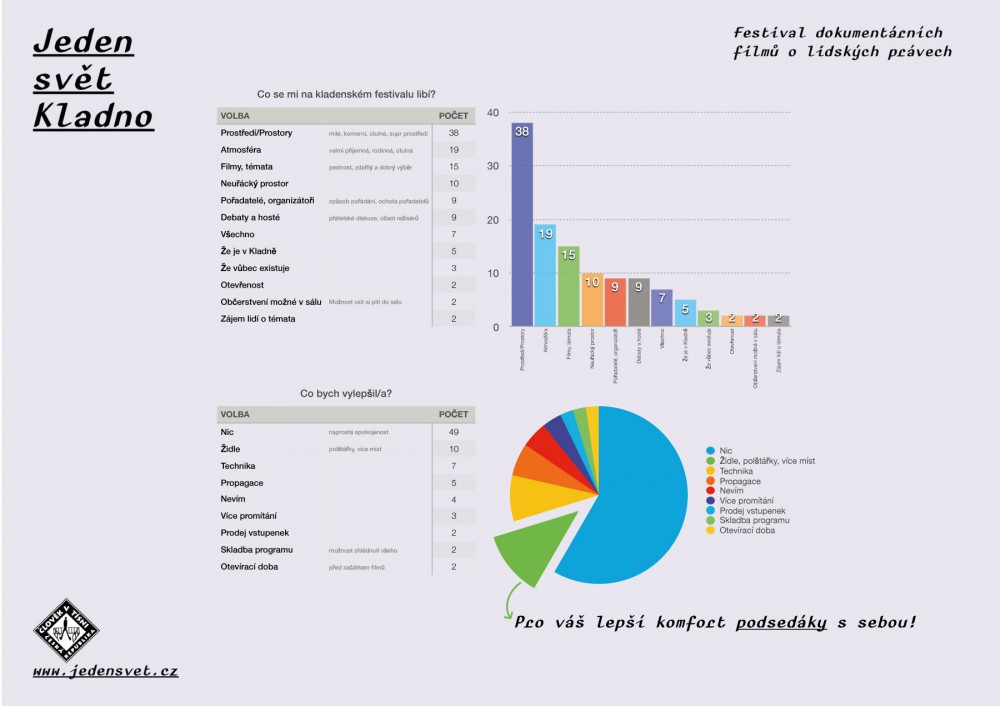 Jeden
svět
Kladno
Festival dokumentárních
filmů o lidských právech
Co se mi na kladenském festivalu libí?
VOLBA POČET
Prostředí/Prostory milé, komorní, útulné, supr prostředí 38
Atmosféra velmi příjemná, rodinná, útulná 19
Filmy, témata pestrost, zdařilý a dobrý výběr 15
Neuřácký prostor 10
Pořadatelé, organizátoři způsob pořádání, ochota pořadatelů 9
Debaty a hosté přátelské diskuze, účast režisérů 9
Všechno 7
Že je v Kladně 5
Že vůbec existuje 3
Otevřenost 2
Občerstvení možné v sálu Možnost vzít si pití do sálu 2
Zájem lidí o témata 2
40
30
20
10
0
38
19
15
10
9
9
7
5
3
2
2
2
Prostředí/Prostory
Atmosféra
Filmy, témata
Neuřácký prostor
Pořadatelé, organizátoři
Debaty a hosté
Všechno
Že je v Kladně
Že vůbec existuje
Otevřenost
Občerstvení možné v sálu
Zájem lidí o témata
Co bych vylepšil/a?
VOLBA POČET
Nic naprostá spokojenost 49
Židle polštářky, více míst 10
Technika 7
Propagace 5
Nevím 4
Více promítání 3
Prodej vstupenek 2
Skladba programu možnost zhlédnutí všeho 2
Otevírací doba před začátkem filmů 2
Nic
Židle, polštářky, více míst
Technika
Propagace
Nevím
Více promítání
Prodej vstupenek
Skladba programu
Otevírací doba
Pro váš lepší komfort podsedáky s sebou!
ČLOVĚK V TÍSNI
ČESKÁ REPUBLIKA
www.jedensvet.cz